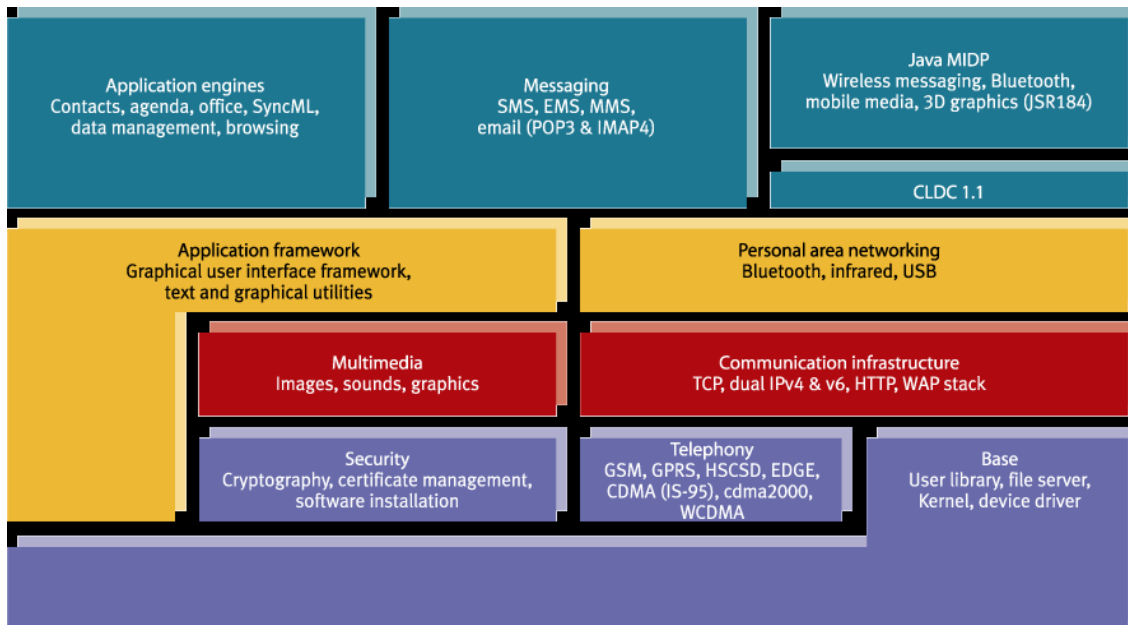 Application engines
Contacts, agenda, office, SyncML,
data management, browsing
Messaging
SMS, EMS, MMS,
email (POP3 & IMAP4)
Java MIDP
Wireless messaging, Bluetooth,
mobile media, 3D graphics (JSR184)
CLDC 1.1
Application framework
Graphical user interface framework,
text and graphical utilities
Personal area networking
Bluetooth, infrared, USB
Multimedia
Images, sounds, graphics
Communication infrastructure
TCP, dual IPv4 & v6, HTTP, WAP stack
Security
Cryptography, certificate management,
software installation
Telephony
GSM, GPRS, HSCSD, EDGE,
CDMA (IS-95), cdma2000,
WCDMA
Base
User library, file server,
Kernel, device driver